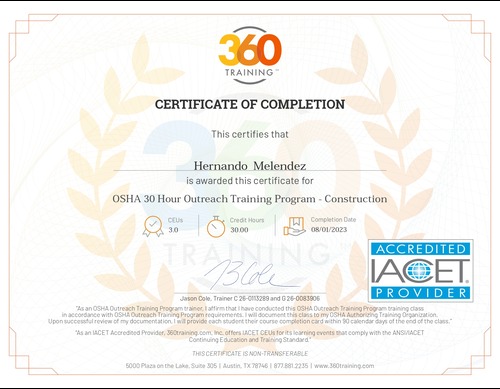 360
TRAINING™
CERTIFICATE OF COMPLETION
This certifies that
Hernando Melendez
is awarded this certificate for
OSHA 30 Hour Outreach Training Program - Construction
CEUs
3.0
Credit Hours
30.00
Completion Date
08/01/2023
360
TRAINING
ACCREDITED
IACET
PROVIDER
Jason Cole, Trainer C 26-0113289 and G 26-0083906
"As an OSHA Outreach Training Program trainer, I affirm that I have conducted this OSHA Outreach Training Program training class
in accordance with OSHA Outreach Training Program requirements. I will document this class to my OSHA Authorizing Training Organization.
Upon successful review of my documentation, I will provide each student their course completion card within 90 calendar days of the end of the class."
"As an IACET Accredited Provider, 360training.com, Inc. offers IACET CEUs for its learning events that comply with the ANSI/IACET
Continuing Education and Training Standard."
THIS CERTIFICATE IS NON-TRANSFERABLE
5000 Plaza on the Lake, Suite 305 | Austin, TX 78746 | 877.881.2235 | www.360training.com